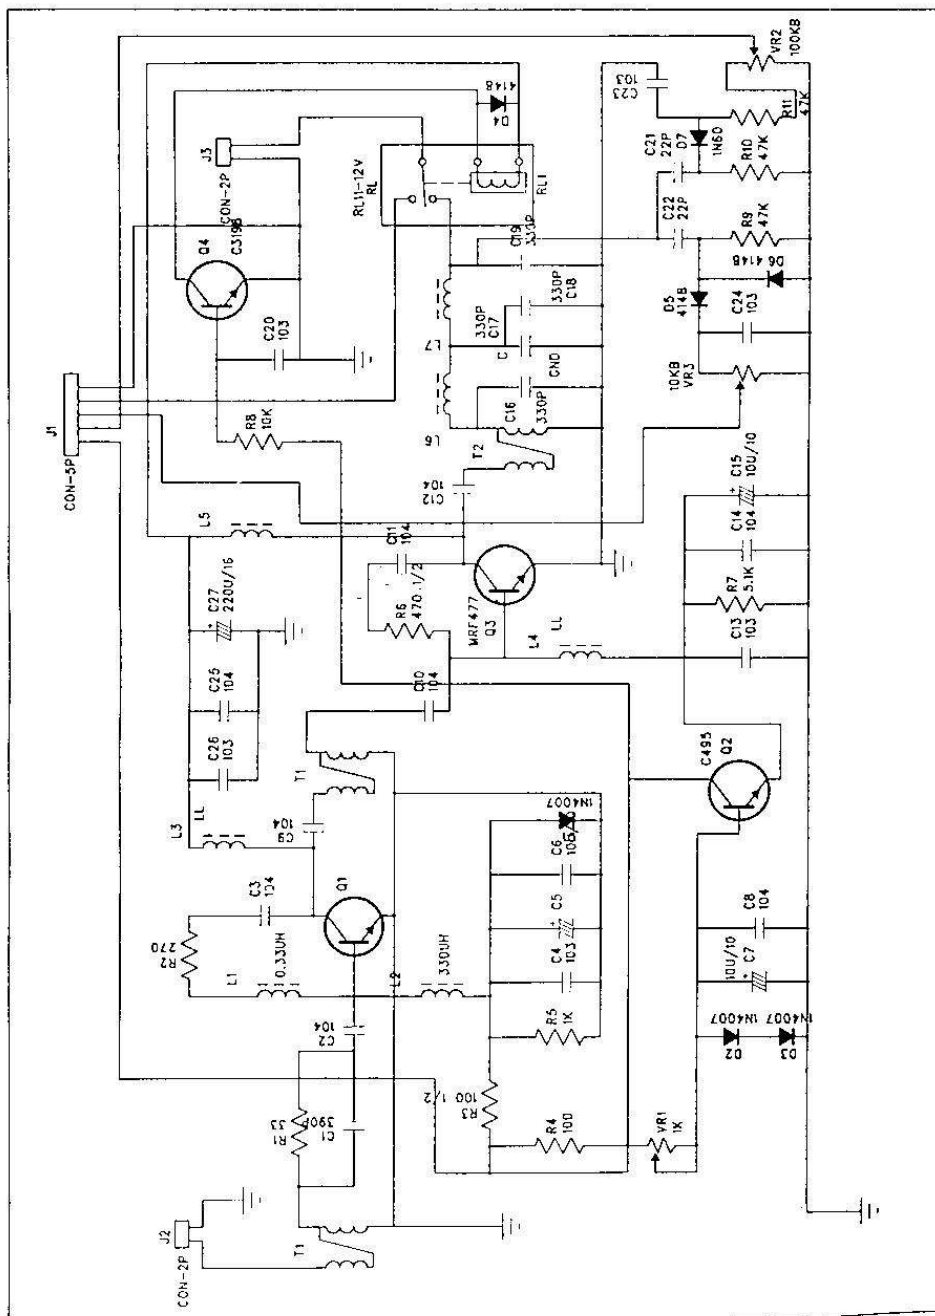 VR2
100KB
C23
103
R11
47K
4148
D4
J3
CON-2P
C21
22P
D7
1N60
R10
47K
RL11-12V
RL
RL1
C22
22P
R9
47K
Q4
C3198
C19
330P
D6 4148
D5
4148
C24
103
C20
103
330P
C18
330P
C17
L7
C
GND
10KB
VR3
J1
CON-5P
R8
10K
L6
C16
330P
T2
C12
104
C15
10U/10
C14
104
L5
C11
104
R7
5.1K
C27
220U/16
R6
470.1/2
MRF477
Q3
C13
103
L4
LL
C25
104
C10
104
C26
103
C495
Q2
T1
L3
LL
C9
104
1N4007
C6
C3
104
Q1
C5
C8
104
R2
270
L1
0.33UH
L2
330UH
C4
103
10U/10
C7
C2
104
R5
1K
1N4007
1N4007
D2
D3
R3
100 1/2
R1
33
C1
390P
R4
100
VR1
1K
J2
CON-2P
T1